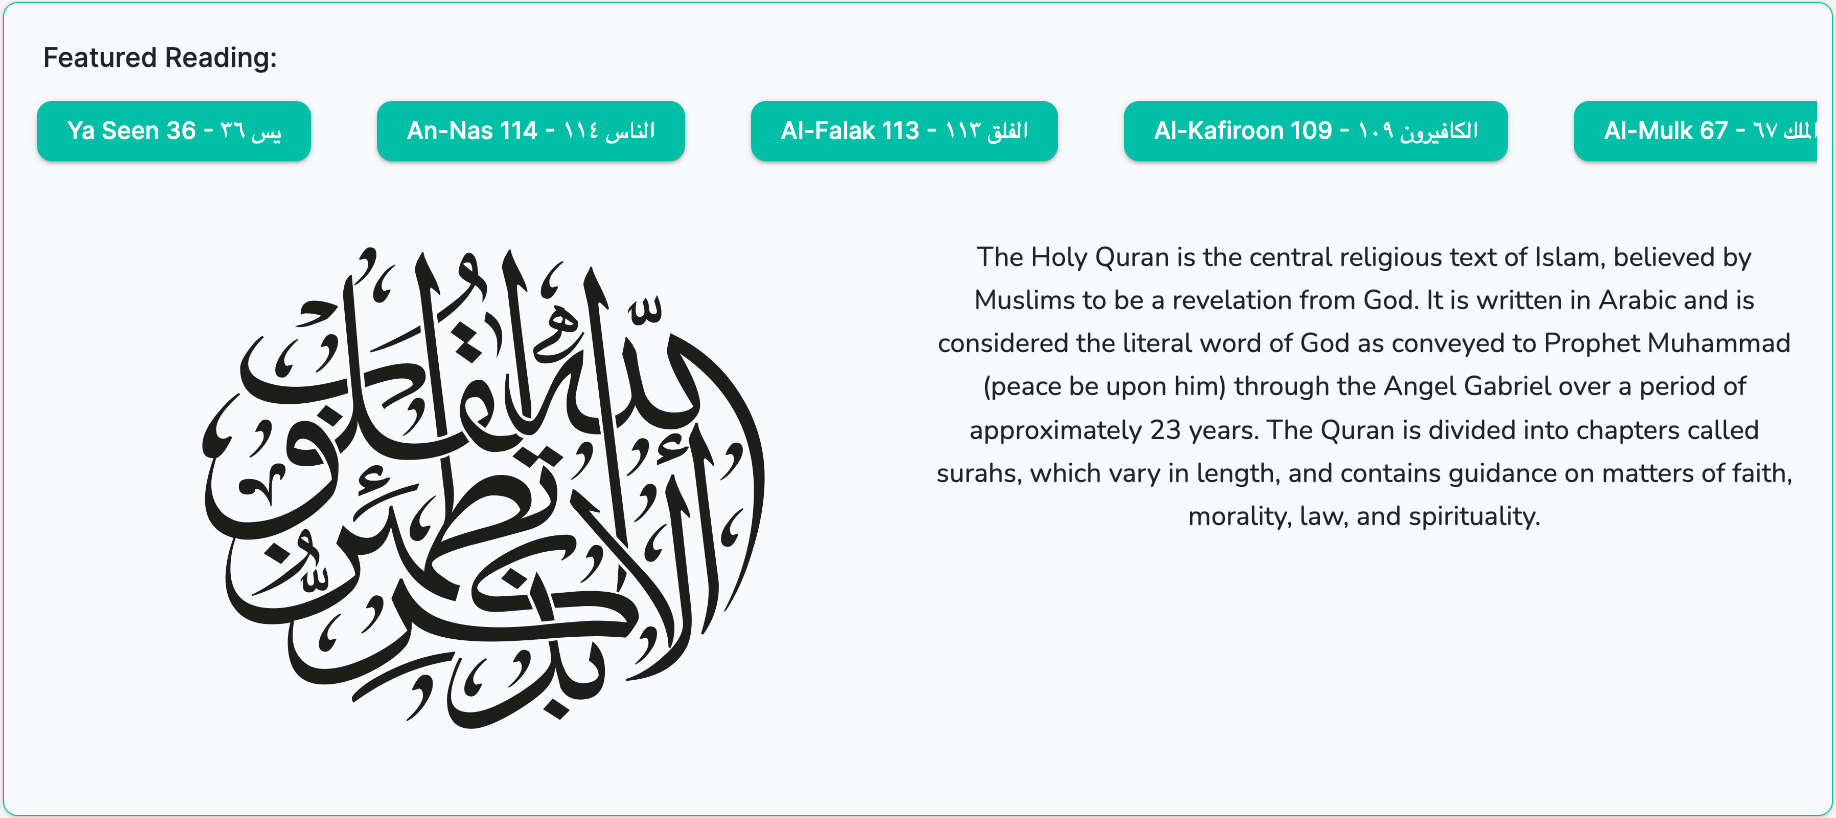 Featured Reading:
Ya Seen 36 - يس ٣٦
An-Nas 114 - الناس ١١٤
Al-Falak 113 - الفلق ١١٣
Al-Kafiroon 109 - الكافيرون ١٠٩
Al-Mulk 67 - الملك ٦٧
ألا بذكر الله تطمئن القلوب
The Holy Quran is the central religious text of Islam, believed by
Muslims to be a revelation from God. It is written in Arabic and is
considered the literal word of God as conveyed to Prophet Muhammad
(peace be upon him) through the Angel Gabriel over a period of
approximately 23 years. The Quran is divided into chapters called
surahs, which vary in length, and contains guidance on matters of faith,
morality, law, and spirituality.